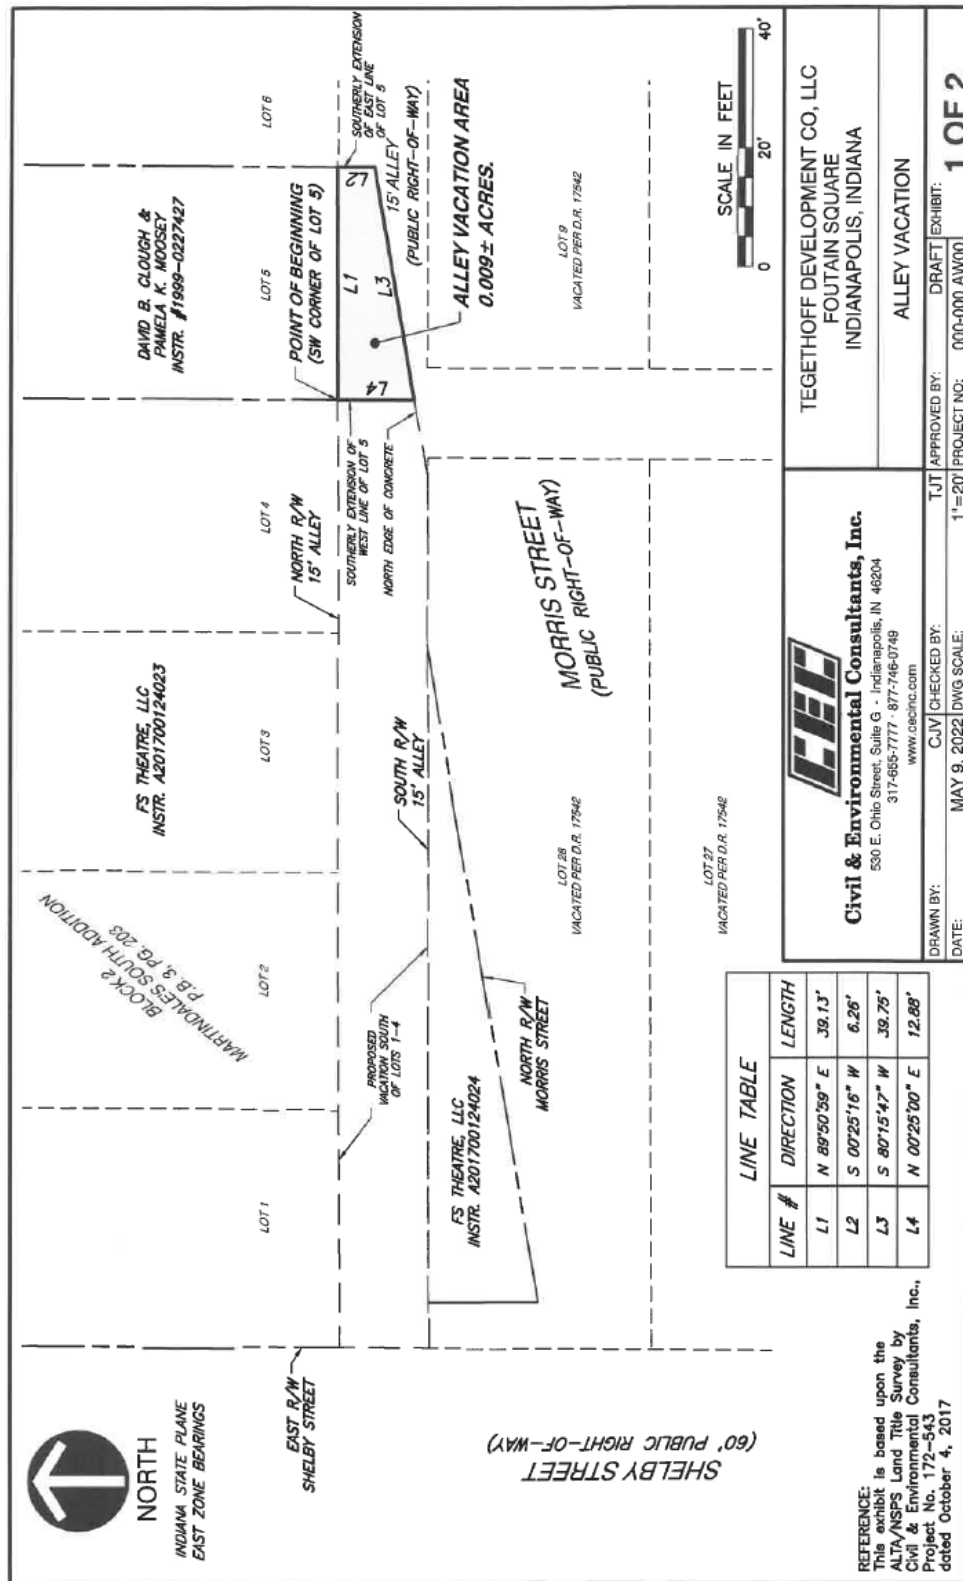 NORTH
INDIANA STATE PLANE
EAST ZONE BEARINGS
EAST R/W
SHELBY STREET
SHELBY STREET
(60' PUBLIC RIGHT-OF-WAY)
BLOCK 2
MARTINDALE'S SOUTH ADDITION
P.B. 3, PG. 203
FS THEATRE, LLC
INSTR. A201700124023
DAVID B. CLOUGH &
PAMELA K. MOOSEY
INSTR. #1999-0227427
LOT 1
LOT 2
LOT 3
LOT 4
LOT 5
LOT 6
PROPOSED
VACATION SOUTH
OF LOTS 1-4
NORTH R/W
15' ALLEY
POINT OF BEGINNING
(SW CORNER OF LOT 5)
SOUTHERLY EXTENSION OF
WEST LINE OF LOT 5
NORTH EDGE OF CONCRETE
SOUTHERLY EXTENSION
OF EAST LINE
OF LOT 5
15' ALLEY
(PUBLIC RIGHT-OF-WAY)
L1
L2
L3
L4
ALLEY VACATION AREA
0.009± ACRES.
SOUTH R/W
15' ALLEY
FS THEATRE, LLC
INSTR. A201700124024
NORTH R/W
MORRIS STREET
MORRIS STREET
(PUBLIC RIGHT-OF-WAY)
LOT 28
VACATED PER D.R. 17542
LOT 9
VACATED PER D.R. 17542
LOT 27
VACATED PER D.R. 17542
SCALE IN FEET
0 20' 40'
LINE TABLE
LINE # DIRECTION LENGTH
L1 N 89°50'59" E 39.13'
L2 S 00°25'16" W 6.26'
L3 S 80°15'47" W 39.75'
L4 N 00°25'00" E 12.88'
REFERENCE:
This exhibit is based upon the
ALTA/NSPS Land Title Survey by
Civil & Environmental Consultants, Inc.,
Project No. 172-543
dated October 4, 2017
CEC
Civil & Environmental Consultants, Inc.
530 E. Ohio Street, Suite G - Indianapolis, IN 46204
317-655-7777 · 877-746-0749
www.cecinc.com
TEGETHOFF DEVELOPMENT CO, LLC
FOUTAIN SQUARE
INDIANAPOLIS, INDIANA
ALLEY VACATION
DRAWN BY: CJV CHECKED BY: TJT APPROVED BY: DRAFT EXHIBIT:
DATE: MAY 9, 2022 DWG SCALE: 1"=20' PROJECT NO: 000-000.AW00 1 OF 2